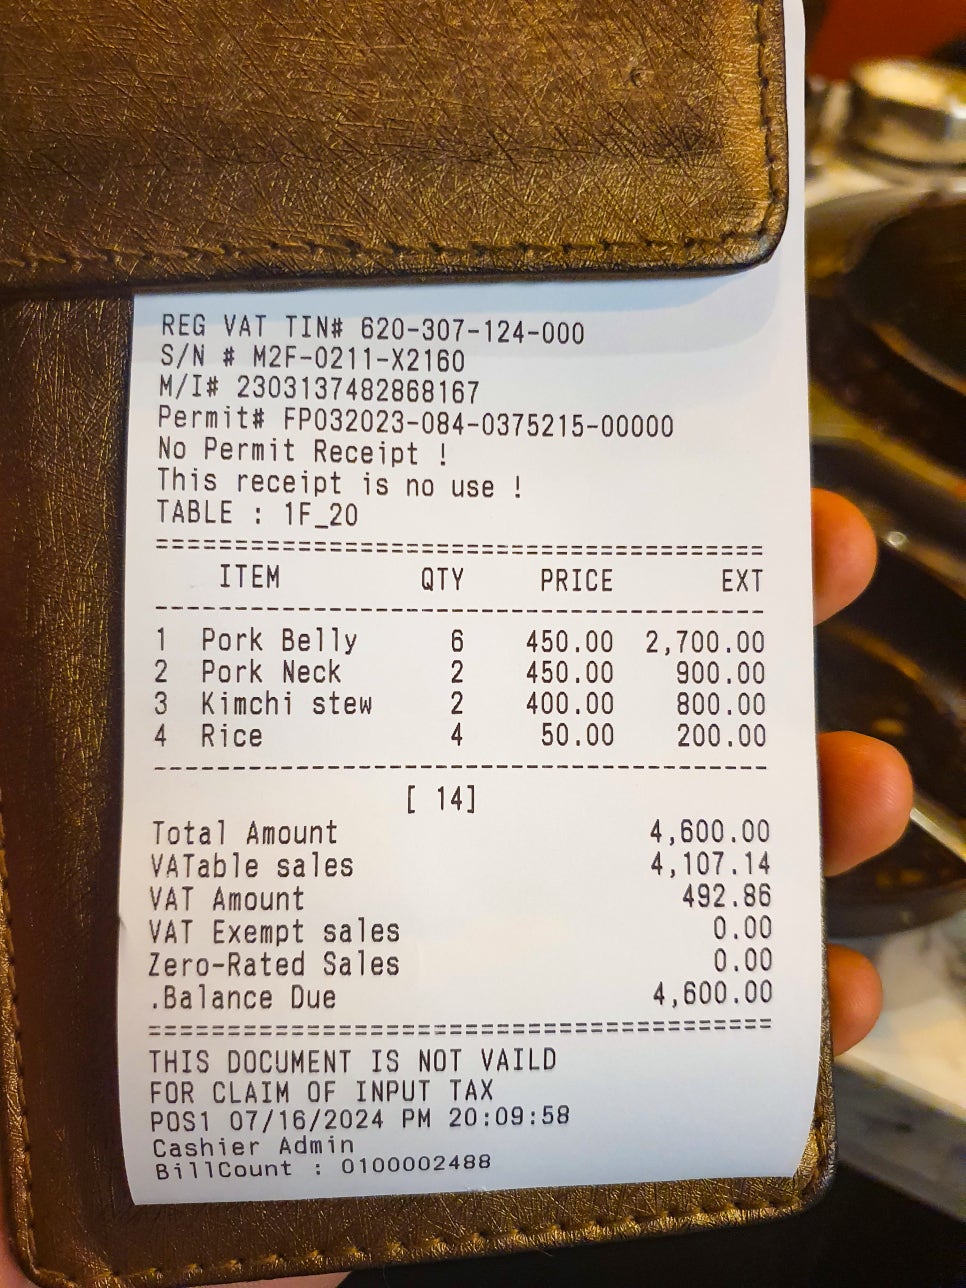 REG VAT TIN# 620-307-124-000
S/N # M2F-0211-X2160
M/I# 2303137482868167
Permit# FP032023-084-0375215-00000
No Permit Receipt !
This receipt is no use !
TABLE : 1F_20
=======================================
ITEM QTY PRICE EXT
---------------------------------------
1 Pork Belly 6 450.00 2,700.00
2 Pork Neck 2 450.00 900.00
3 Kimchi stew 2 400.00 800.00
4 Rice 4 50.00 200.00
---------------------------------------
[ 14]
Total Amount 4,600.00
VATable sales 4,107.14
VAT Amount 492.86
VAT Exempt sales 0.00
Zero-Rated Sales 0.00
.Balance Due 4,600.00
=======================================
THIS DOCUMENT IS NOT VAILD
FOR CLAIM OF INPUT TAX
POS1 07/16/2024 PM 20:09:58
Cashier Admin
BillCount : 0100002488